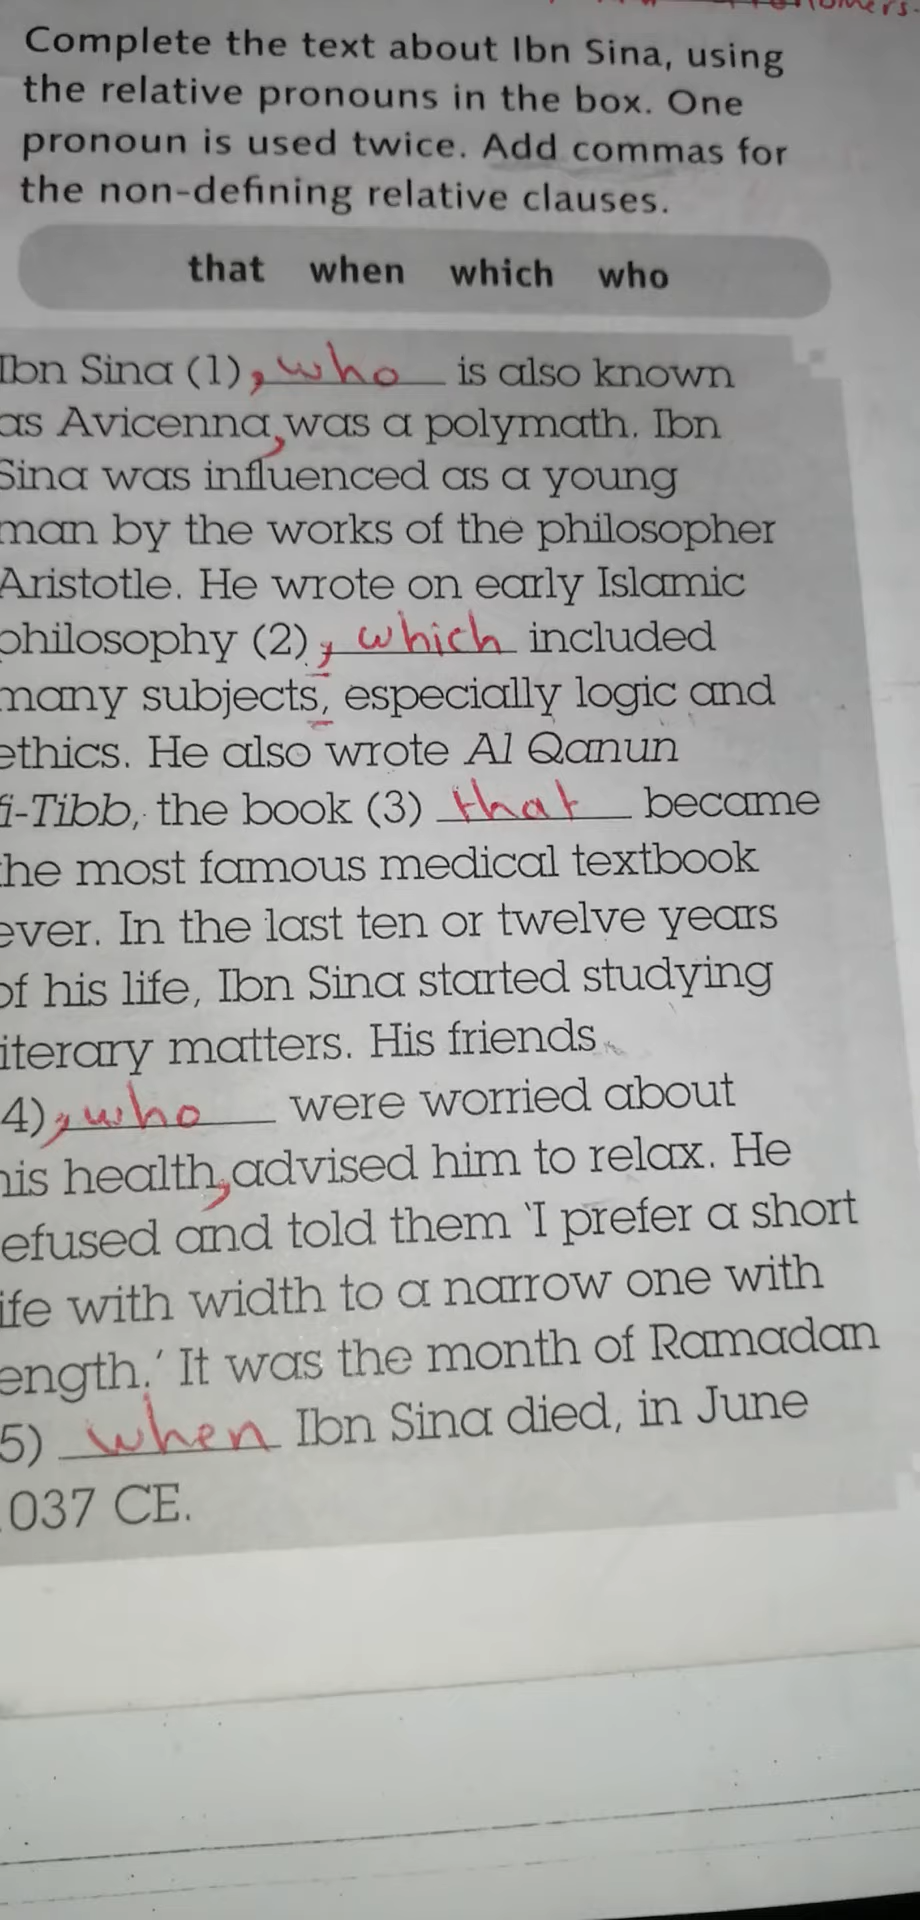 Complete the text about Ibn Sina, using
the relative pronouns in the box. One
pronoun is used twice. Add commas for
the non-defining relative clauses.
that when which who
Ibn Sina (1), who is also known
as Avicenna, was a polymath. Ibn
Sina was influenced as a young
man by the works of the philosopher
Aristotle. He wrote on early Islamic
philosophy (2), which included
many subjects, especially logic and
ethics. He also wrote Al Qanun
fi-Tibb, the book (3) that became
the most famous medical textbook
ever. In the last ten or twelve years
of his life, Ibn Sina started studying
iterary matters. His friends
4), who were worried about
his health, advised him to relax. He
efused and told them 'I prefer a short
ife with width to a narrow one with
ength.' It was the month of Ramadan
5) when Ibn Sina died, in June
037 CE.